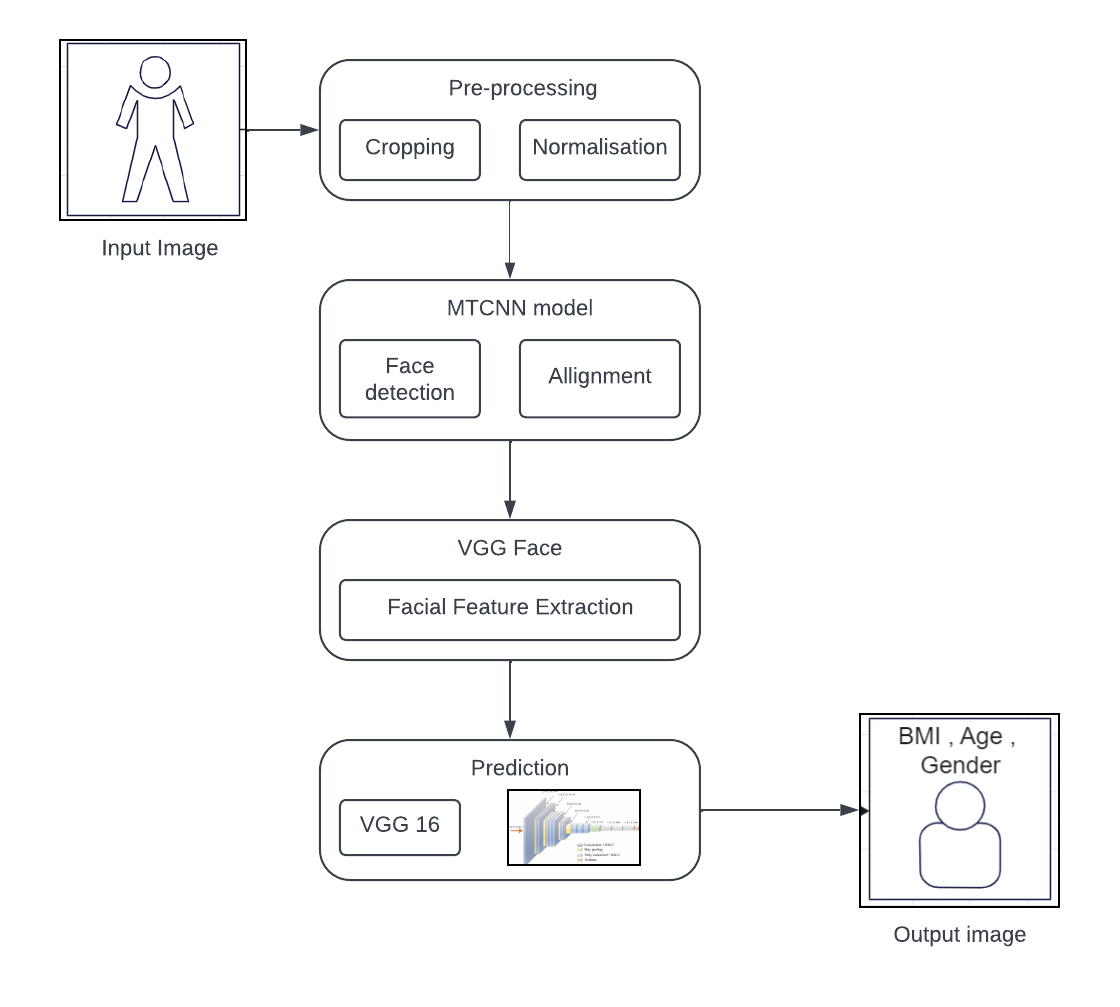 Pre-processing
Cropping
Normalisation
Input Image
MTCNN model
Face
detection
Allignment
VGG Face
Facial Feature Extraction
Prediction
VGG 16
BMI , Age ,
Gender
Output image